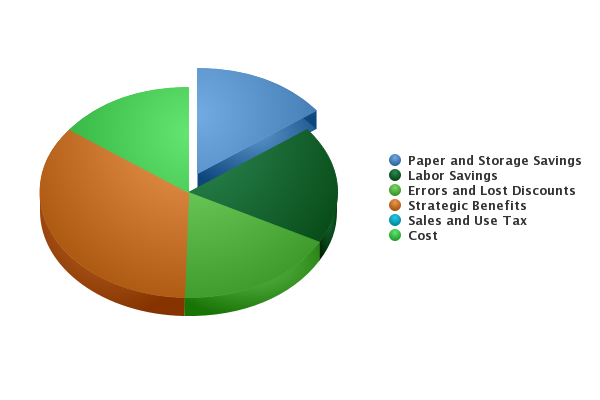 Paper and Storage Savings
Labor Savings
Errors and Lost Discounts
Strategic Benefits
Sales and Use Tax
Cost